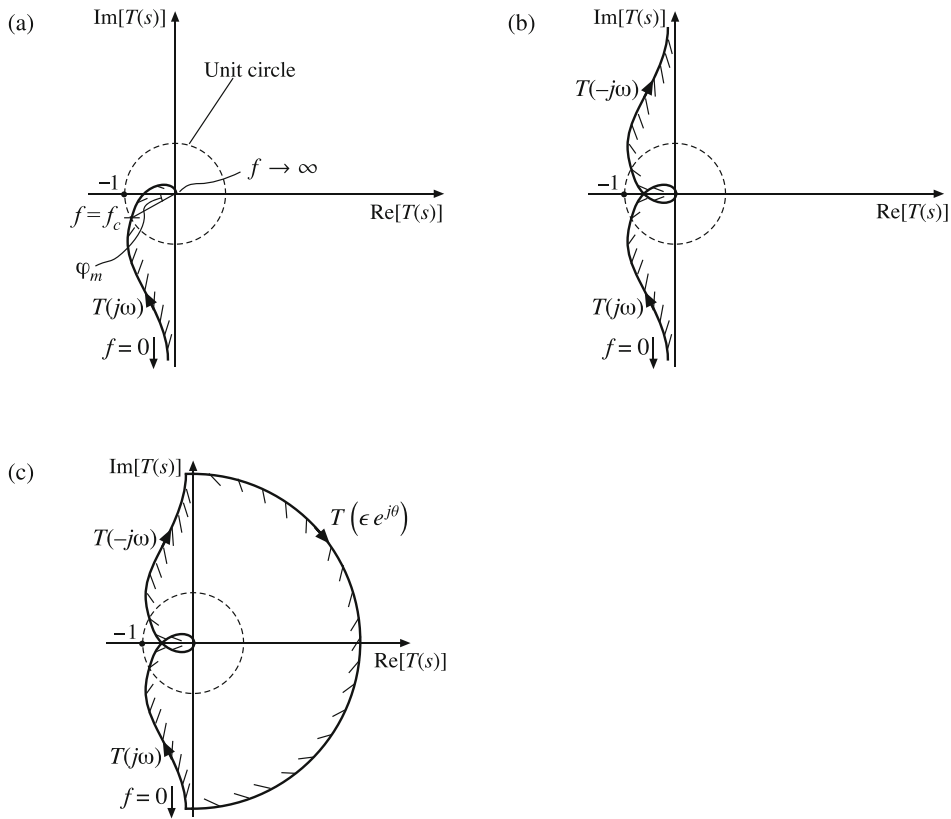 (a)
Im[T(s)]
Unit circle
f → ∞
−1
f = f_c
Re[T(s)]
φ_m
T(jω)
f = 0
(b)
Im[T(s)]
T(−jω)
−1
Re[T(s)]
T(jω)
f = 0
(c)
Im[T(s)]
T(ϵ e^{jθ})
T(−jω)
−1
Re[T(s)]
T(jω)
f = 0